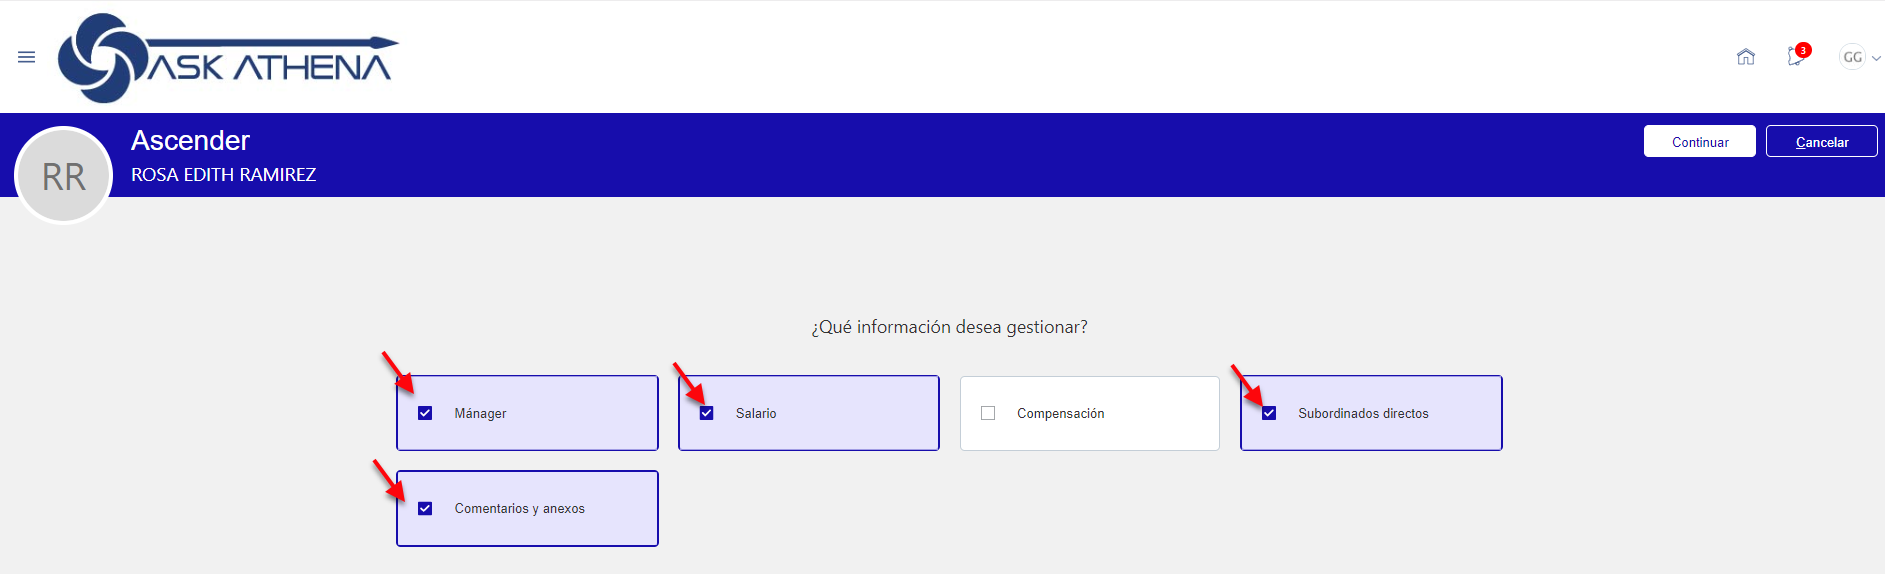 ASK ATHENA
3
GG
RR
Ascender
ROSA EDITH RAMIREZ
Continuar
Cancelar
¿Qué información desea gestionar?
Mánager
Salario
Compensación
Subordinados directos
Comentarios y anexos